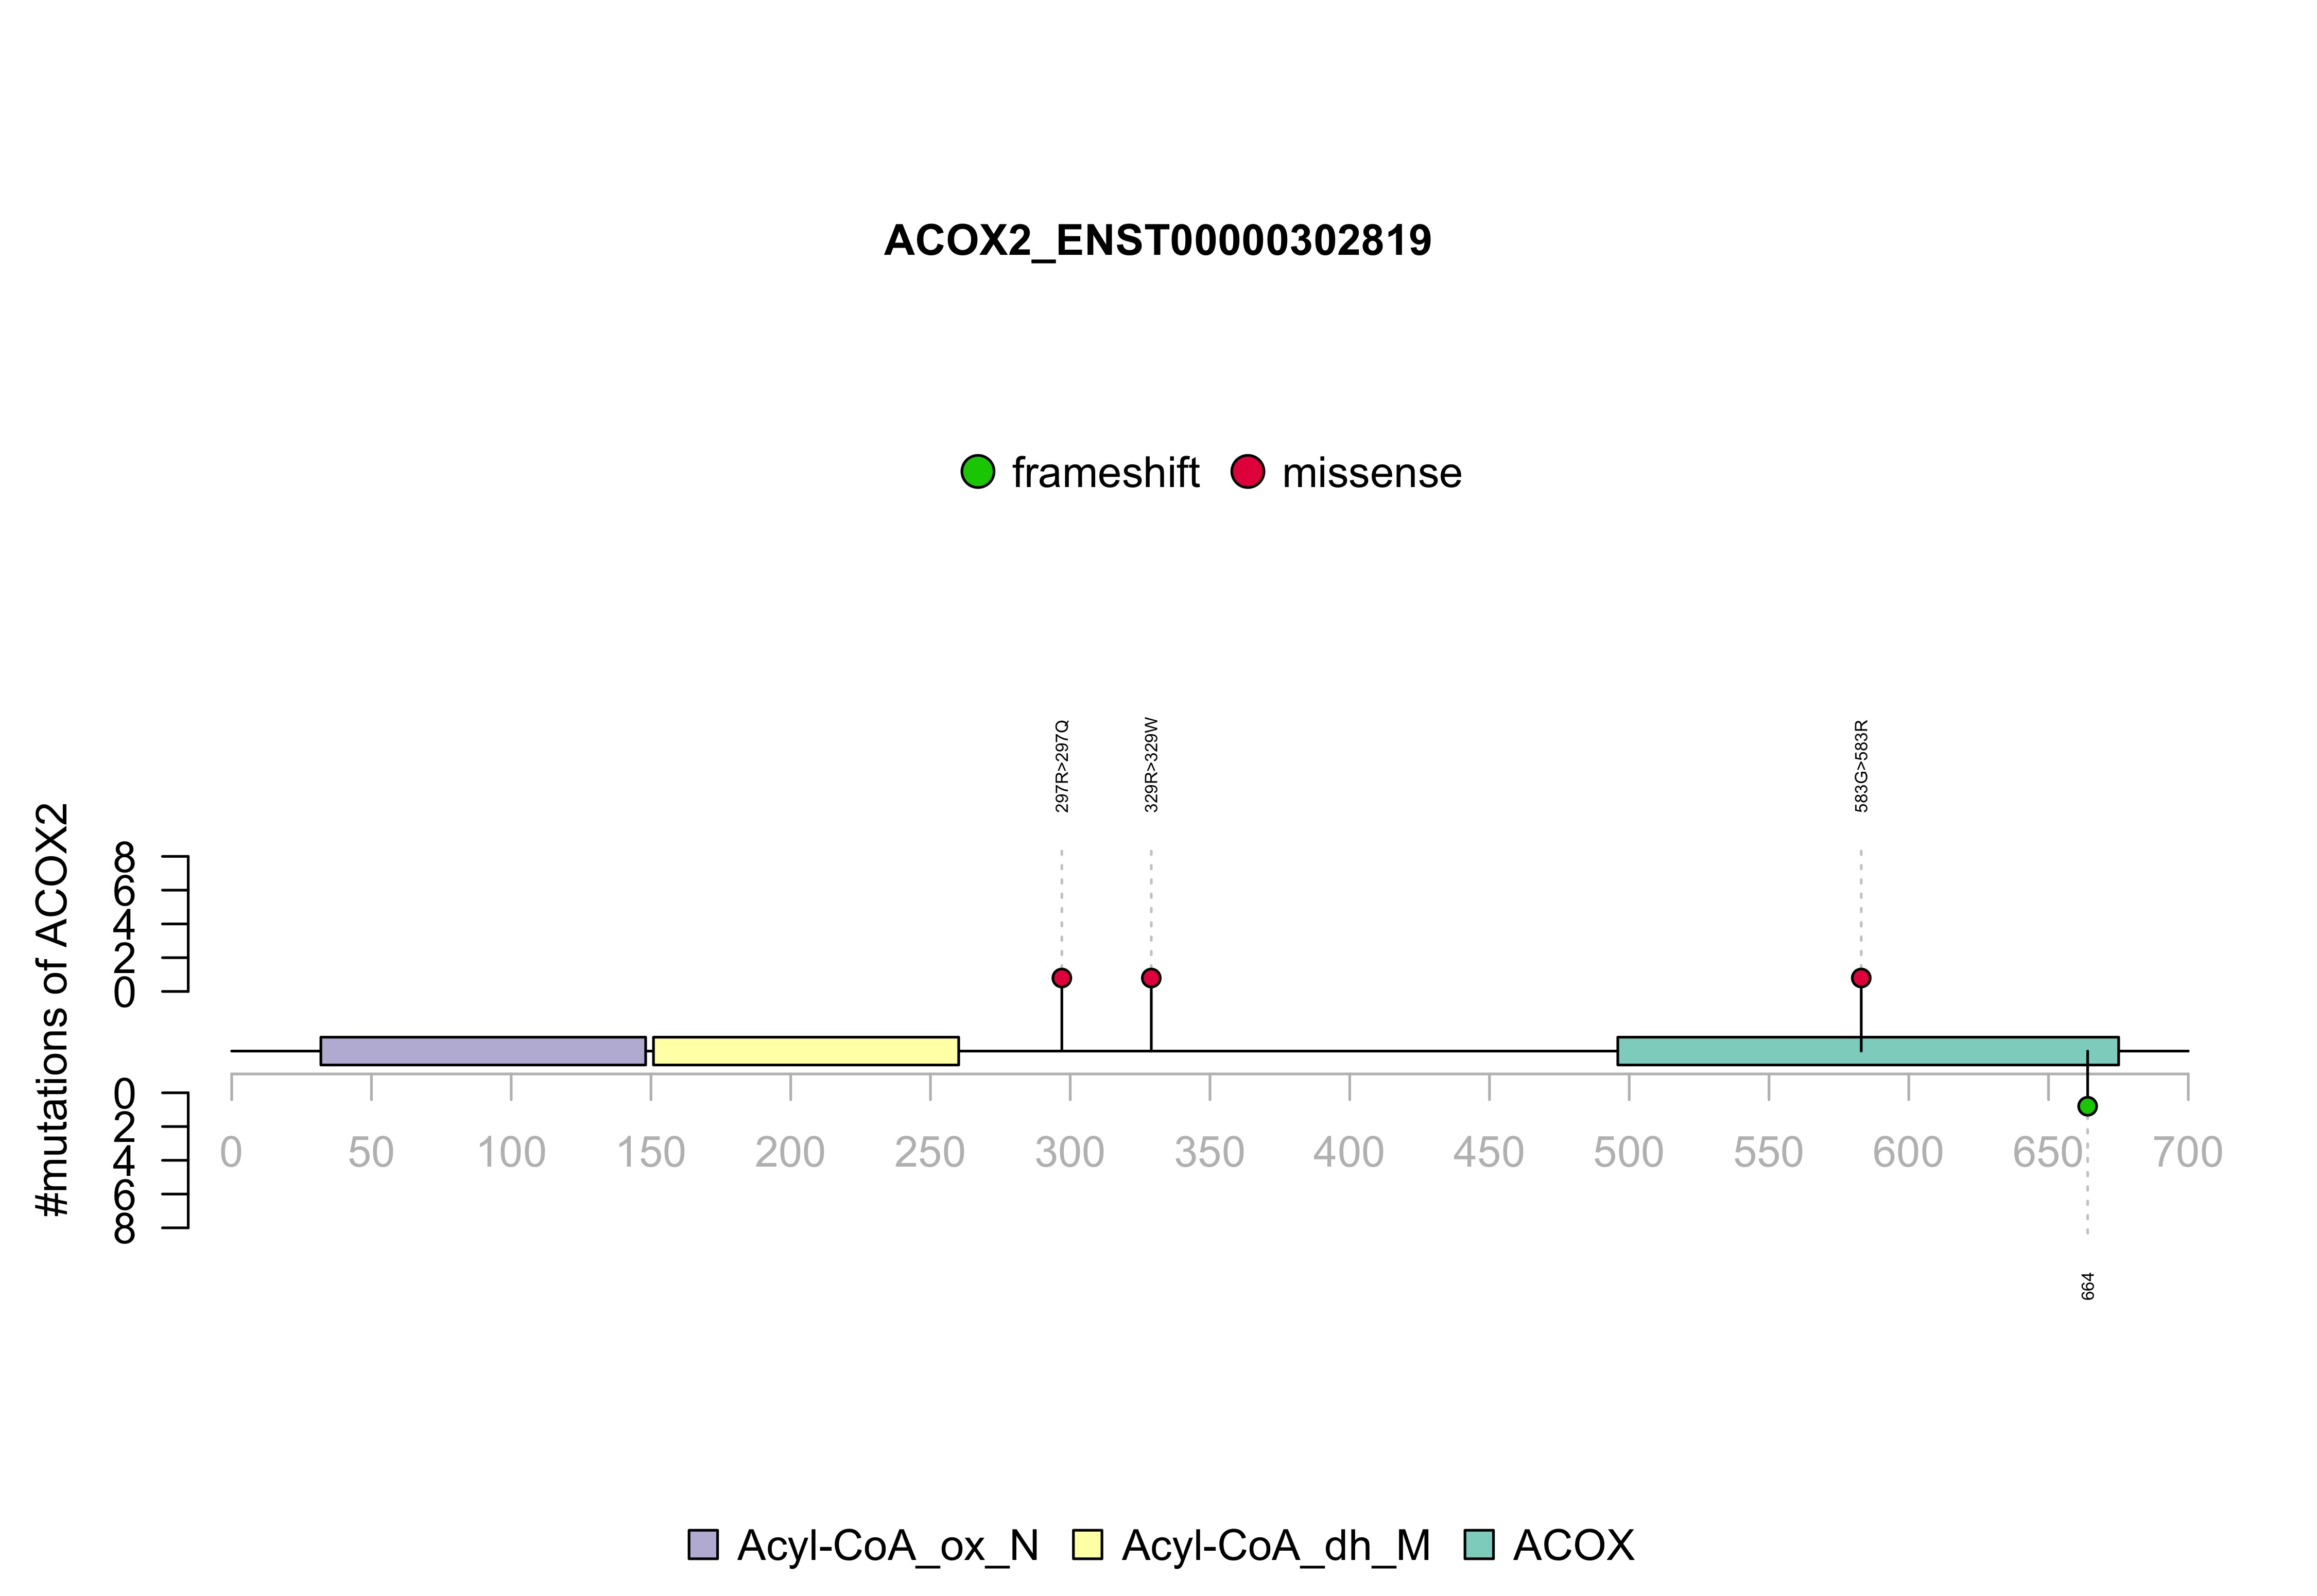 ACOX2_ENST00000302819
frameshift missense
297R>297Q
329R>329W
583G>583R
#mutations of ACOX2
8
6
4
2
0
0
2
4
6
8
0 50 100 150 200 250 300 350 400 450 500 550 600 650 700
664
Acyl-CoA_ox_N Acyl-CoA_dh_M ACOX